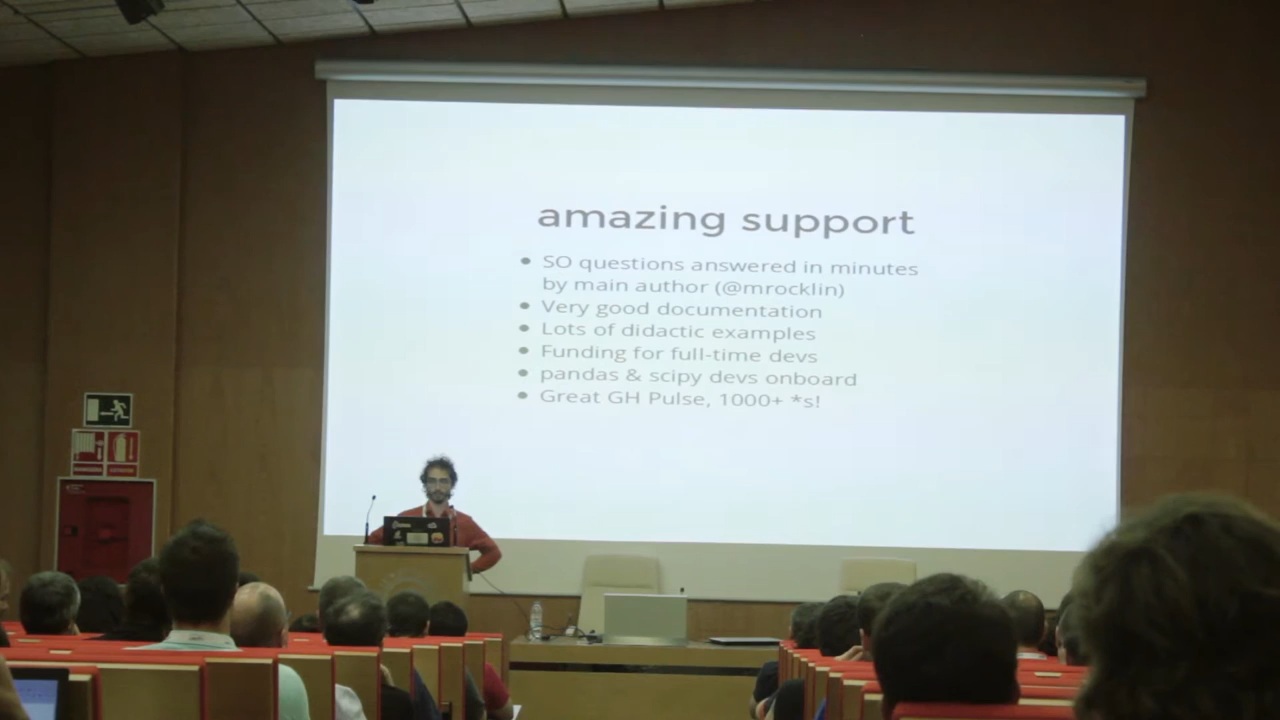 amazing support
• SO questions answered in minutes
by main author (@mrocklin)
• Very good documentation
• Lots of didactic examples
• Funding for full-time devs
• pandas & scipy devs onboard
• Great GH Pulse, 1000+ *s!